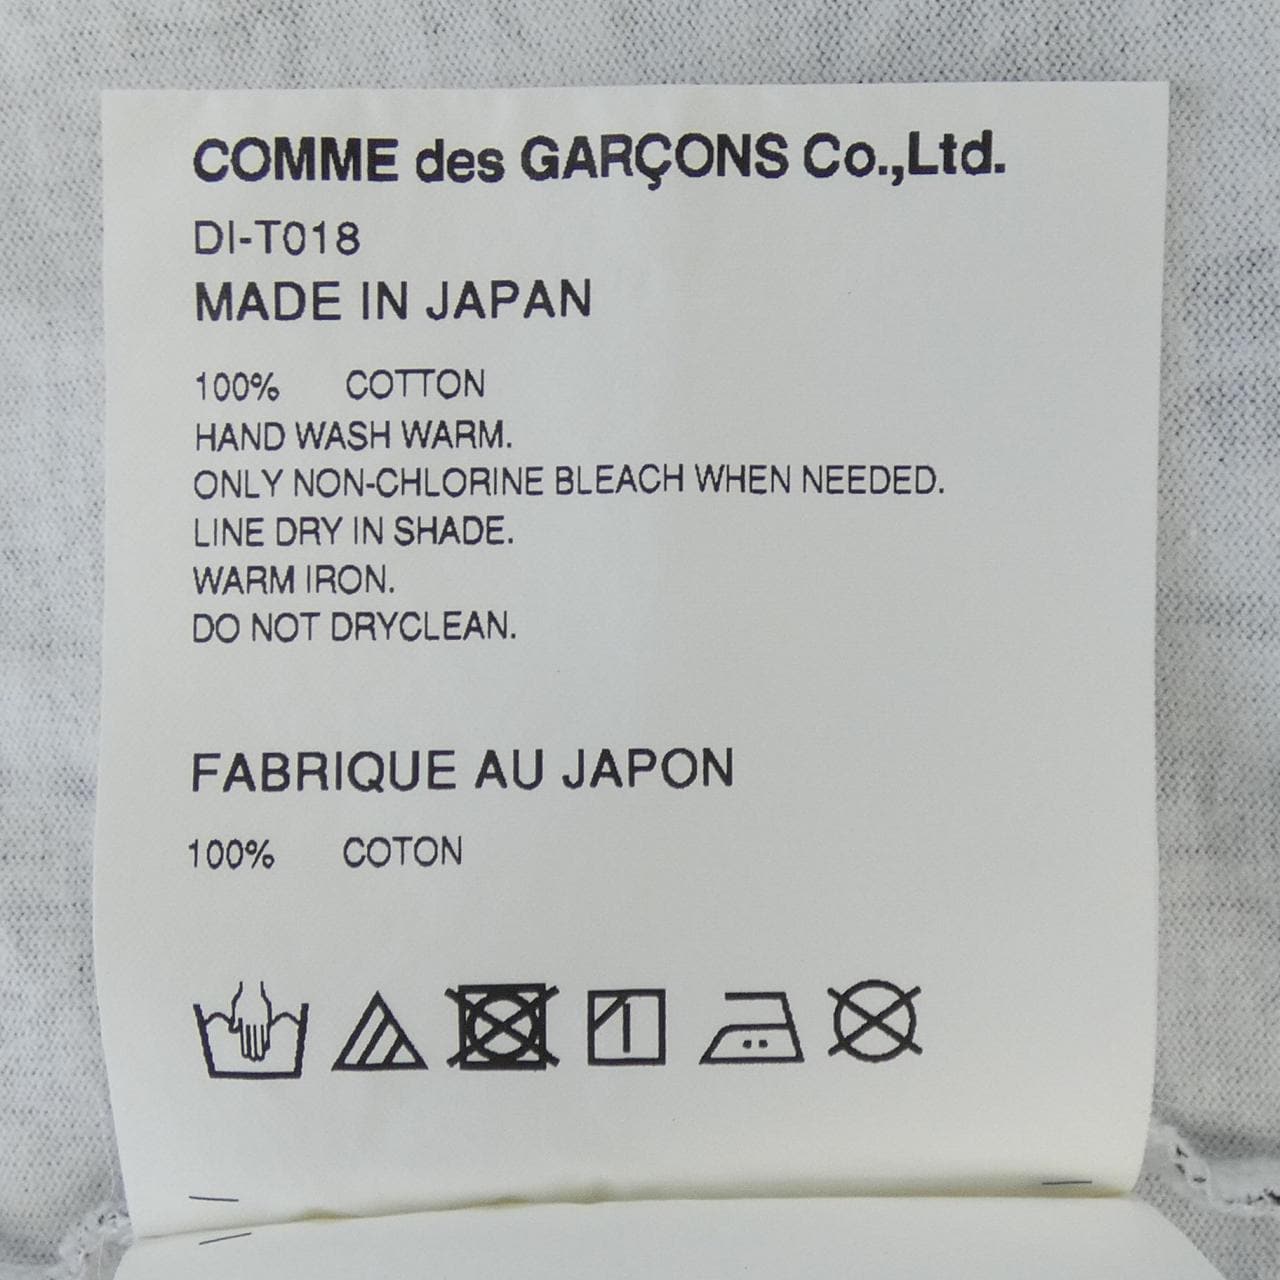 COMME des GARÇONS Co.,Ltd.
DI-T018
MADE IN JAPAN
100% COTTON
HAND WASH WARM.
ONLY NON-CHLORINE BLEACH WHEN NEEDED.
LINE DRY IN SHADE.
WARM IRON.
DO NOT DRYCLEAN.
FABRIQUE AU JAPON
100% COTON